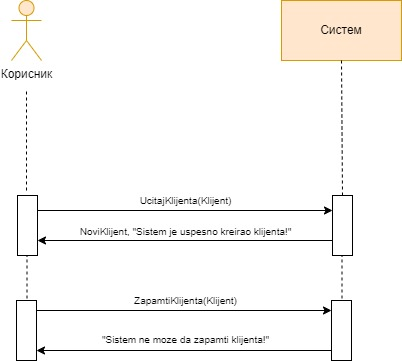 Систем
Корисник
UcitajKlijenta(Klijent)
NoviKlijent, "Sistem je uspesno kreirao klijenta!"
ZapamtiKlijenta(Klijent)
"Sistem ne moze da zapamti klijenta!"